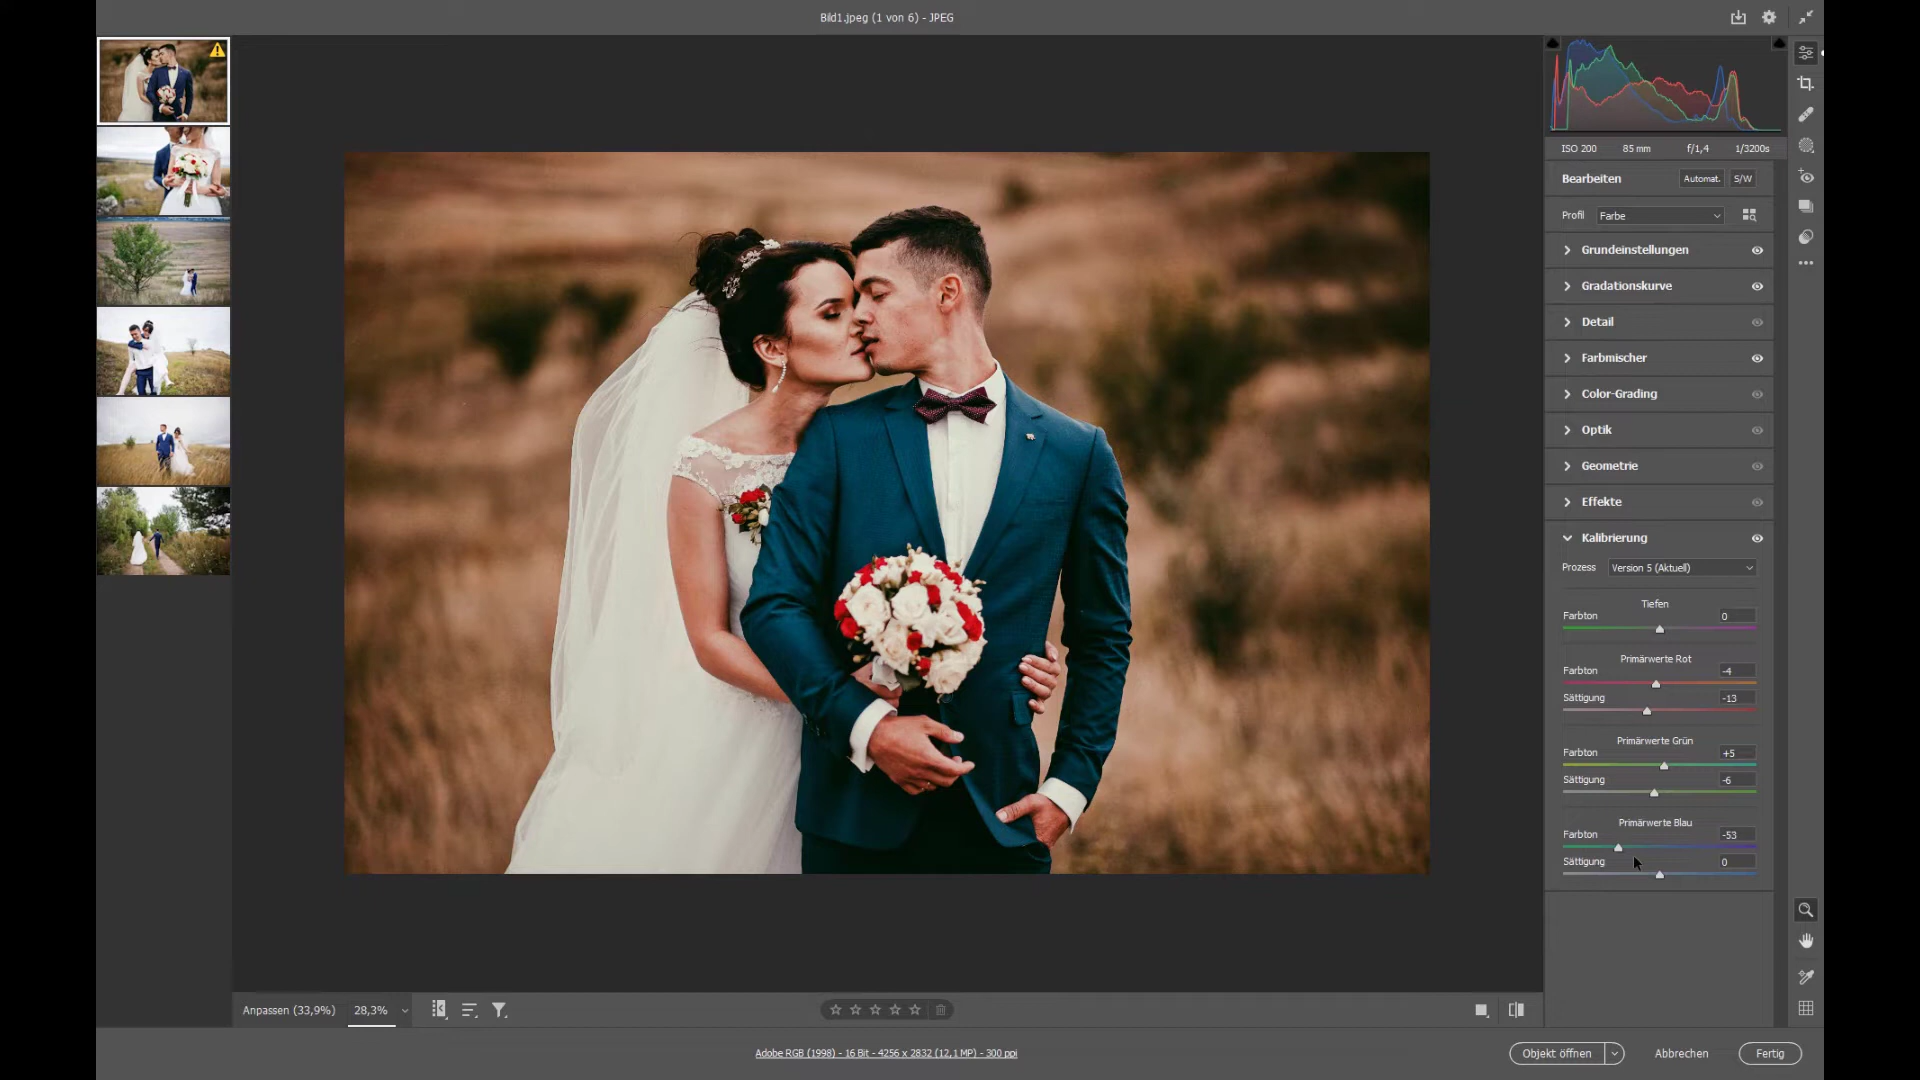 Bild1.jpeg (1 von 6) - JPEG
ISO 200 85 mm f/1,4 1/3200s
Bearbeiten Automat. S/W
Profil Farbe
Grundeinstellungen
Gradationskurve
Detail
Farbmischer
Color-Grading
Optik
Geometrie
Effekte
Kalibrierung
Prozess Version 5 (Aktuell)
Tiefen
Farbton 0
Primärwerte Rot
Farbton -4
Sättigung -13
Primärwerte Grün
Farbton +5
Sättigung -6
Primärwerte Blau
Farbton -53
Sättigung 0
Anpassen (33,9%) 28,3%
Adobe RGB (1998) - 16 Bit - 4256 x 2832 (12,1 MP) - 300 ppi
Objekt öffnen Abbrechen Fertig